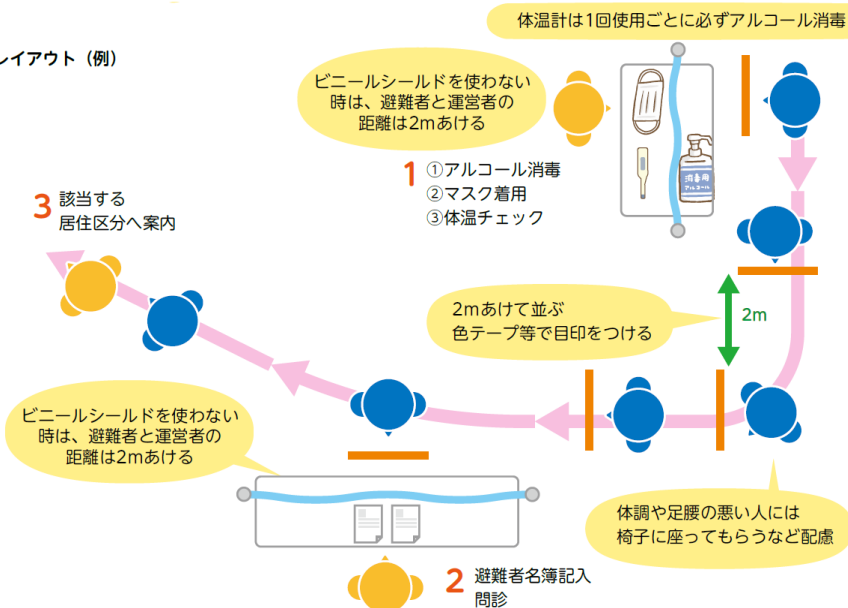 レイアウト（例）
体温計は1回使用ごとに必ずアルコール消毒
ビニールシールドを使わない
時は、避難者と運営者の
距離は2mあける
消毒用
アルコール
1 ①アルコール消毒
②マスク着用
③体温チェック
3 該当する
居住区分へ案内
2mあけて並ぶ
色テープ等で目印をつける
2m
ビニールシールドを使わない
時は、避難者と運営者の
距離は2mあける
体調や足腰の悪い人には
椅子に座ってもらうなど配慮
2 避難者名簿記入
問診